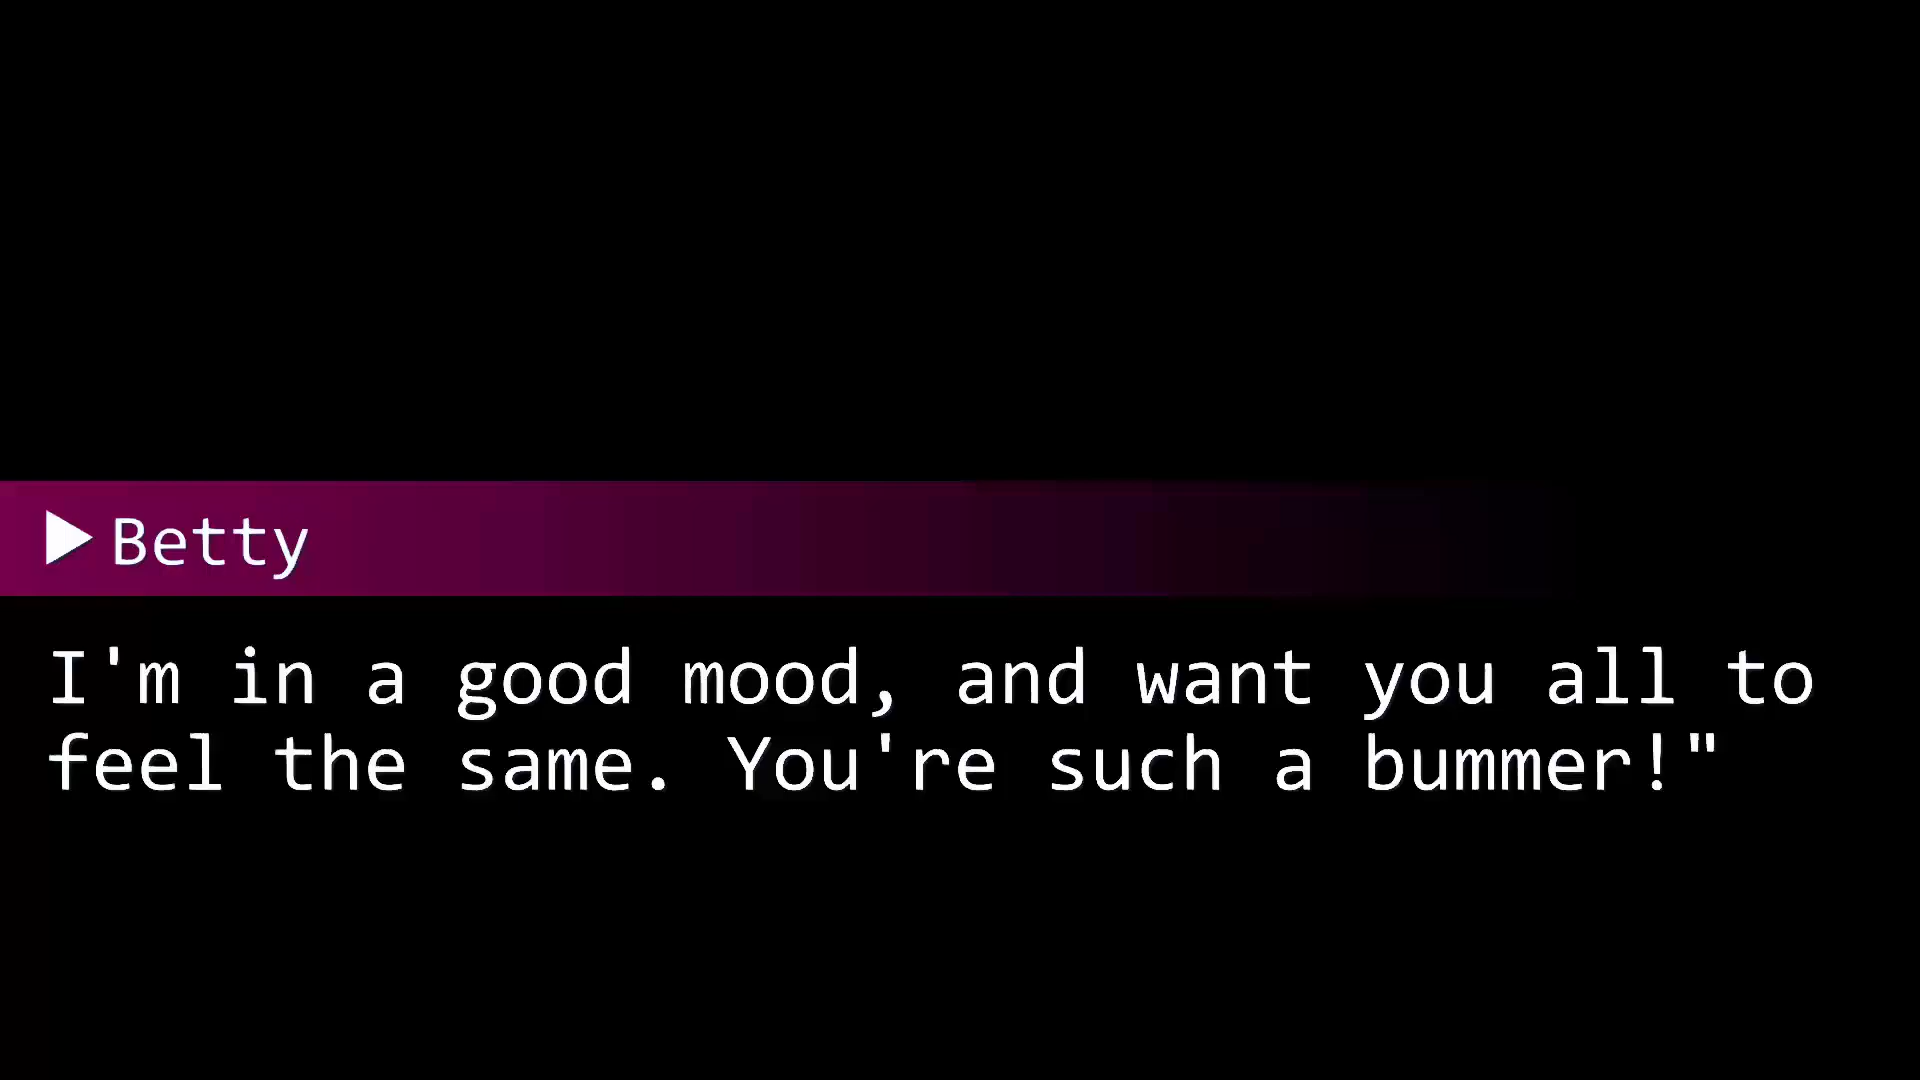 ▶Betty
I'm in a good mood, and want you all to
feel the same. You're such a bummer!"